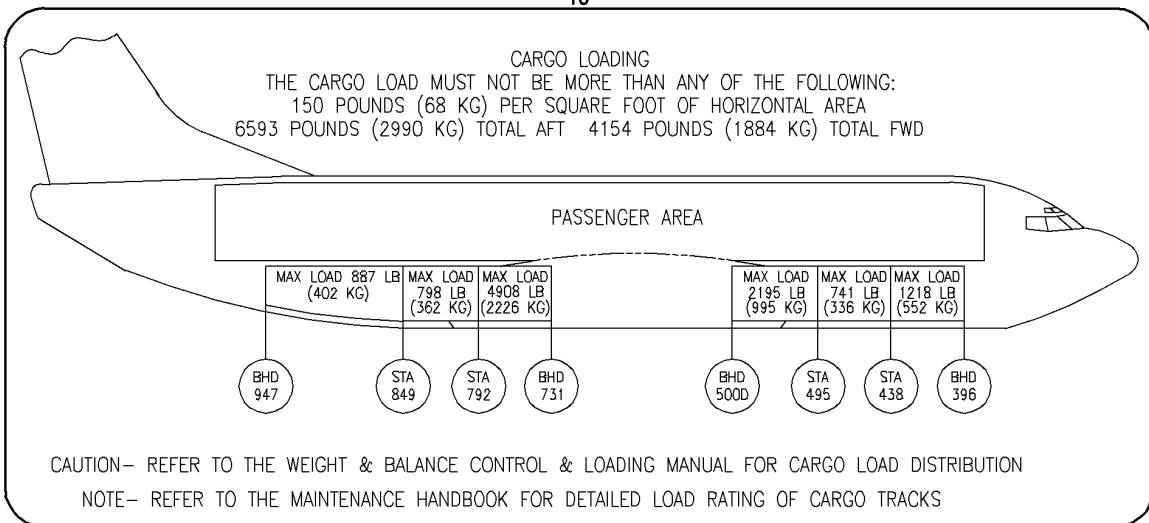 CARGO LOADING
THE CARGO LOAD MUST NOT BE MORE THAN ANY OF THE FOLLOWING:
150 POUNDS (68 KG) PER SQUARE FOOT OF HORIZONTAL AREA
6593 POUNDS (2990 KG) TOTAL AFT 4154 POUNDS (1884 KG) TOTAL FWD
PASSENGER AREA
MAX LOAD 887 LB
(402 KG)
MAX LOAD
798 LB
(362 KG)
MAX LOAD
4908 LB
(2226 KG)
MAX LOAD
2195 LB
(995 KG)
MAX LOAD
741 LB
(336 KG)
MAX LOAD
1218 LB
(552 KG)
BHD
947
STA
849
STA
792
BHD
731
BHD
500D
STA
495
STA
438
BHD
396
CAUTION- REFER TO THE WEIGHT & BALANCE CONTROL & LOADING MANUAL FOR CARGO LOAD DISTRIBUTION
NOTE- REFER TO THE MAINTENANCE HANDBOOK FOR DETAILED LOAD RATING OF CARGO TRACKS